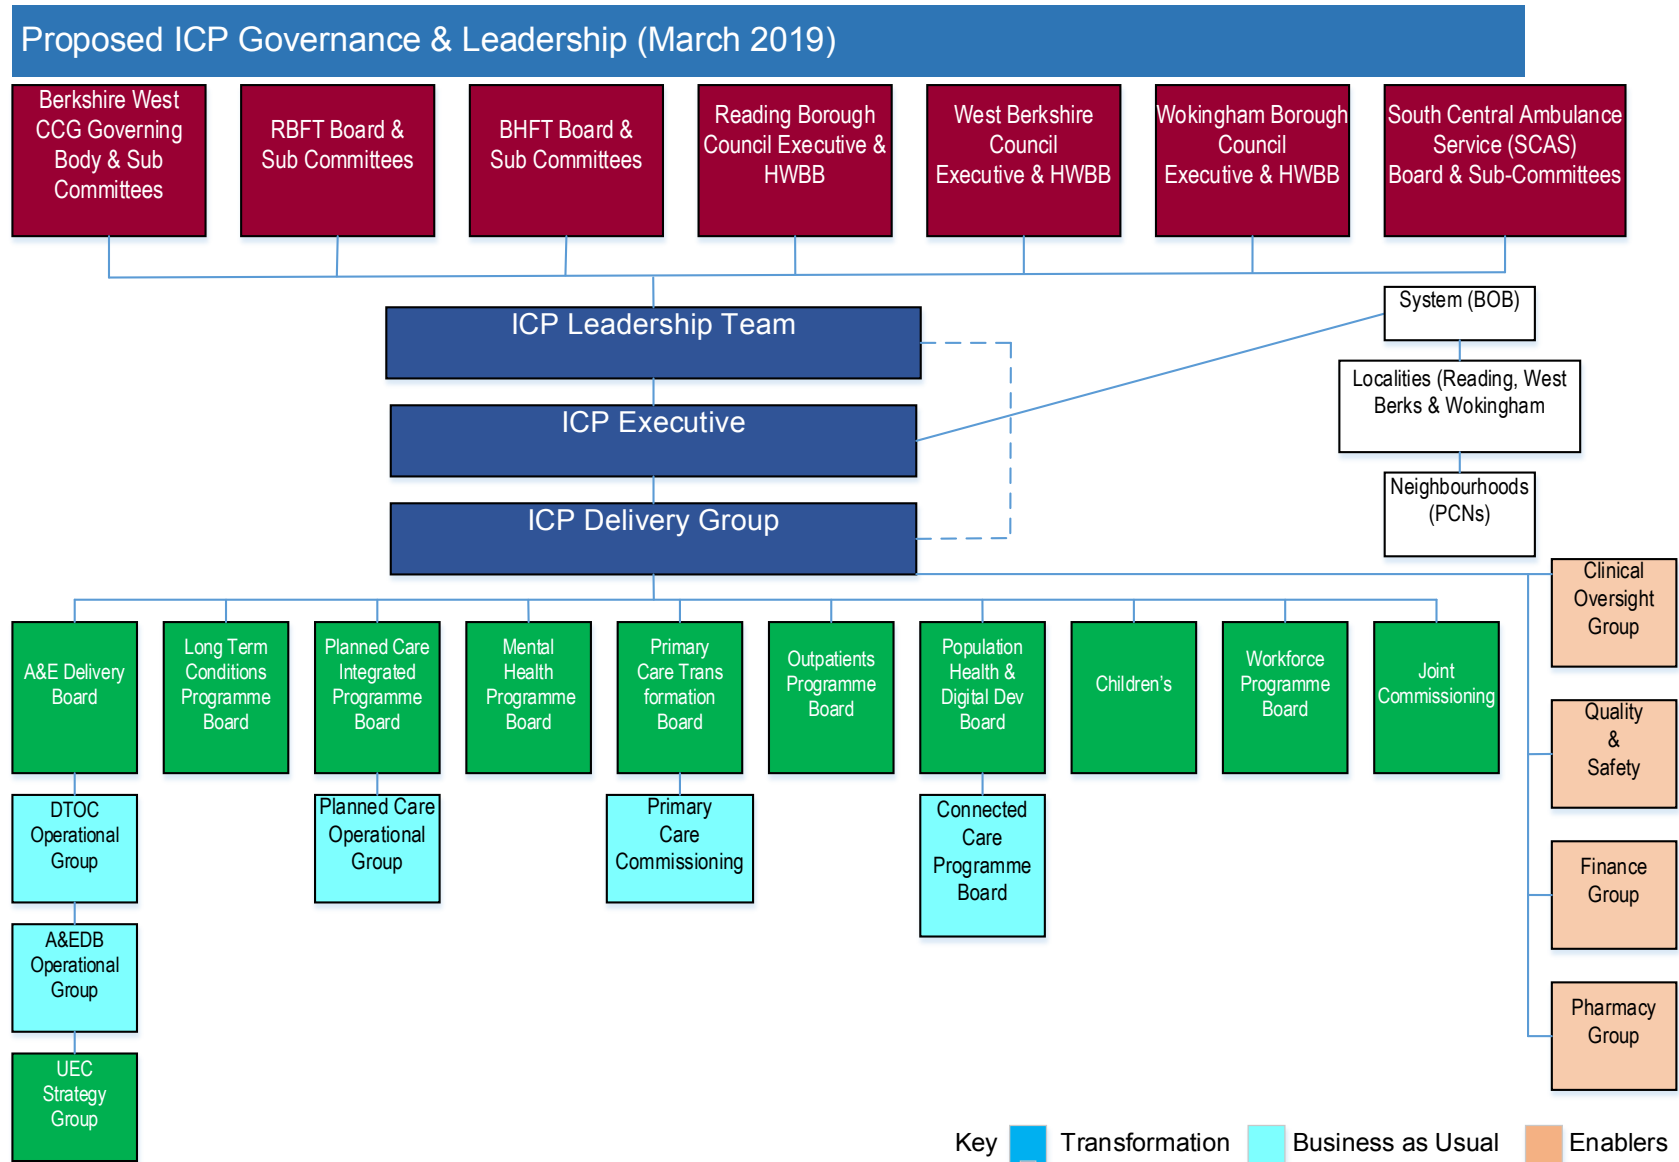 Proposed ICP Governance & Leadership (March 2019)
Berkshire West
CCG Governing
Body & Sub
Committees
RBFT Board &
Sub Committees
BHFT Board &
Sub Committees
Reading Borough
Council Executive &
HWBB
West Berkshire
Council
Executive & HWBB
Wokingham Borough
Council
Executive & HWBB
South Central Ambulance
Service (SCAS)
Board & Sub-Committees
ICP Leadership Team
ICP Executive
ICP Delivery Group
System (BOB)
Localities (Reading, West
Berks & Wokingham
Neighbourhoods
(PCNs)
A&E Delivery
Board
Long Term
Conditions
Programme
Board
Planned Care
Integrated
Programme
Board
Mental
Health
Programme
Board
Primary
Care Trans
formation
Board
Outpatients
Programme
Board
Population
Health &
Digital Dev
Board
Children’s
Workforce
Programme
Board
Joint
Commissioning
Clinical
Oversight
Group
Quality
&
Safety
Finance
Group
Pharmacy
Group
DTOC
Operational
Group
Planned Care
Operational
Group
Primary
Care
Commissioning
Connected
Care
Programme
Board
A&EDB
Operational
Group
UEC
Strategy
Group
Key
Transformation
Business as Usual
Enablers